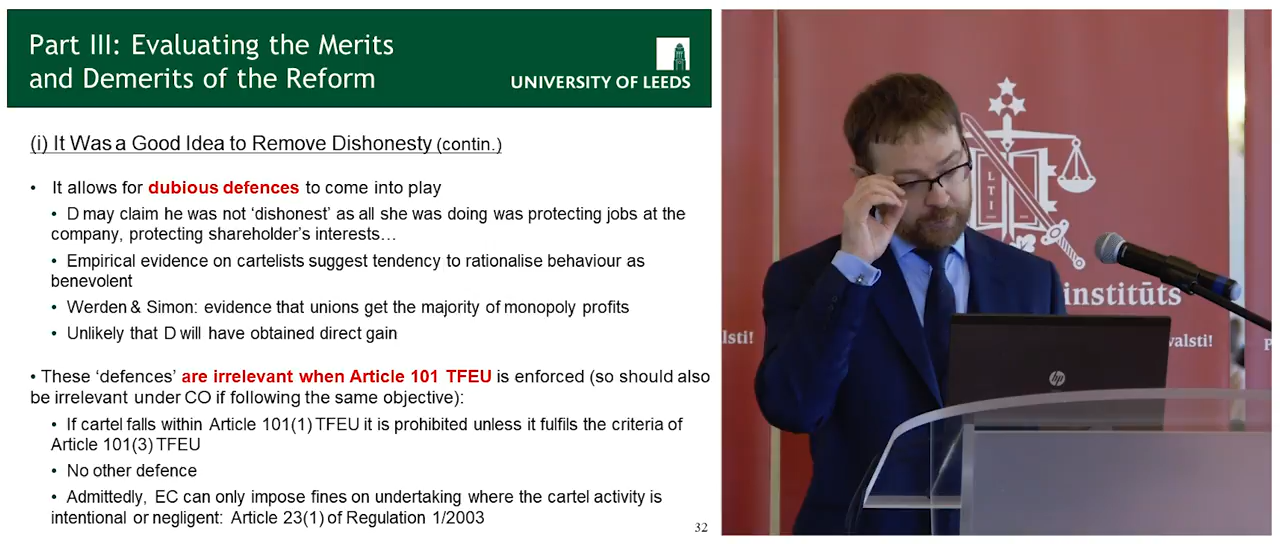 Part III: Evaluating the Merits
and Demerits of the Reform
UNIVERSITY OF LEEDS
(i) It Was a Good Idea to Remove Dishonesty (contin.)
• It allows for dubious defences to come into play
• D may claim he was not ‘dishonest’ as all she was doing was protecting jobs at the
company, protecting shareholder’s interests…
• Empirical evidence on cartelists suggest tendency to rationalise behaviour as
benevolent
• Werden & Simon: evidence that unions get the majority of monopoly profits
• Unlikely that D will have obtained direct gain
• These ‘defences’ are irrelevant when Article 101 TFEU is enforced (so should also
be irrelevant under CO if following the same objective):
• If cartel falls within Article 101(1) TFEU it is prohibited unless it fulfils the criteria of
Article 101(3) TFEU
• No other defence
• Admittedly, EC can only impose fines on undertaking where the cartel activity is
intentional or negligent: Article 23(1) of Regulation 1/2003
32
L
T
I
institūts
lsti!
valsti!
hp